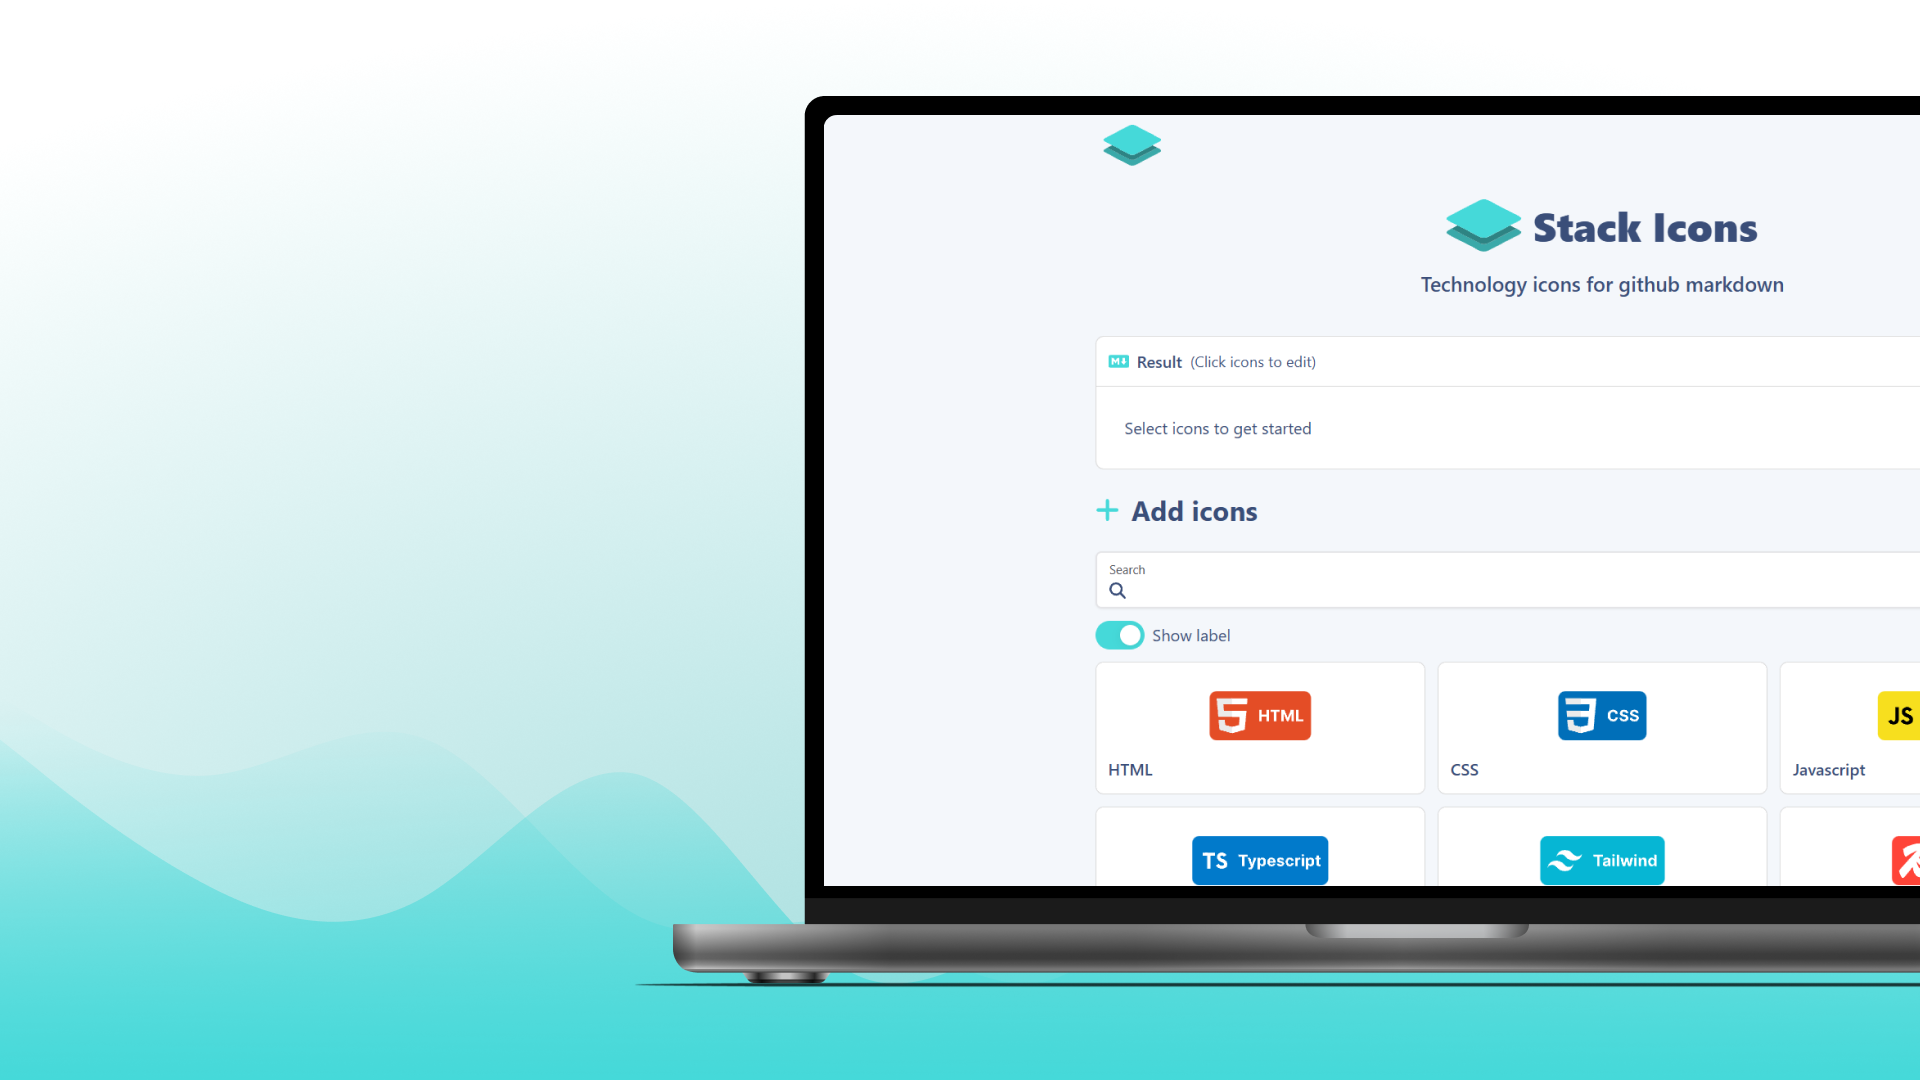 Stack Icons
Technology icons for github markdown
M Result (Click icons to edit)
Select icons to get started
+ Add icons
Search
Show label
HTML
CSS
JS
HTML
CSS
Javascript
TS Typescript
Tailwind